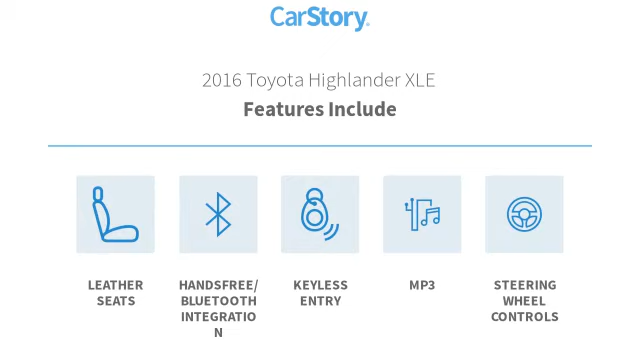 CarStory.
2016 Toyota Highlander XLE
Features Include
LEATHER
SEATS
HANDSFREE/
BLUETOOTH
INTEGRATIO
N
KEYLESS
ENTRY
MP3
STEERING
WHEEL
CONTROLS